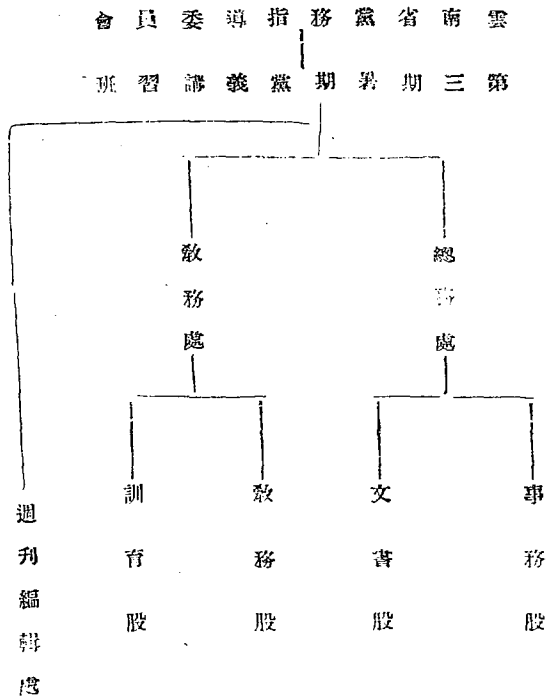 雲南省黨務指導委員會
第三期暑期黨義講習班
總務處
教務處
事務股
文書股
教務股
訓育股
週刊編輯處